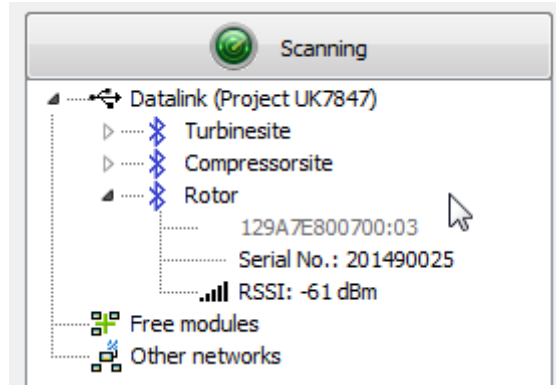 Scanning
Datalink (Project UK7847)
Turbinesite
Compressorsite
Rotor
129A7E800700:03
Serial No.: 201490025
RSSI: -61 dBm
Free modules
Other networks